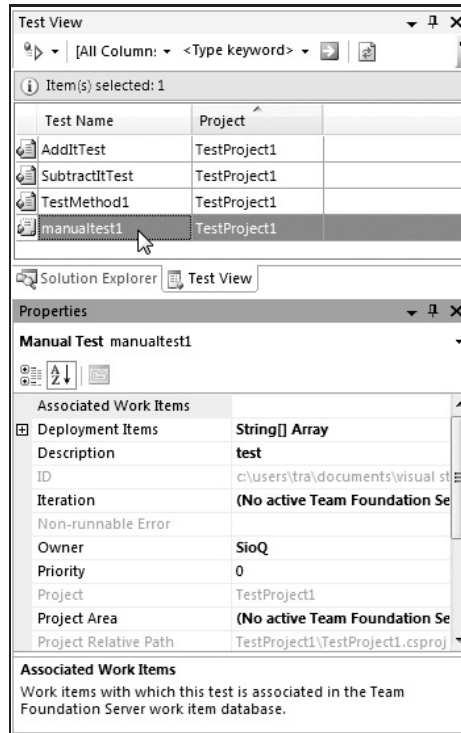 Test View
[All Column: <Type keyword>
Item(s) selected: 1
Test Name Project
AddItTest TestProject1
SubtractItTest TestProject1
TestMethod1 TestProject1
manualtest1 TestProject1
Solution Explorer Test View
Properties
Manual Test manualtest1
Associated Work Items
Deployment Items String[] Array
Description test
ID c:\users\tra\documents\visual st
Iteration (No active Team Foundation Se
Non-runnable Error
Owner SioQ
Priority 0
Project TestProject1
Project Area (No active Team Foundation Se
Project Relative Path TestProject1\TestProject1.csproj
Associated Work Items
Work items with which this test is associated in the Team
Foundation Server work item database.